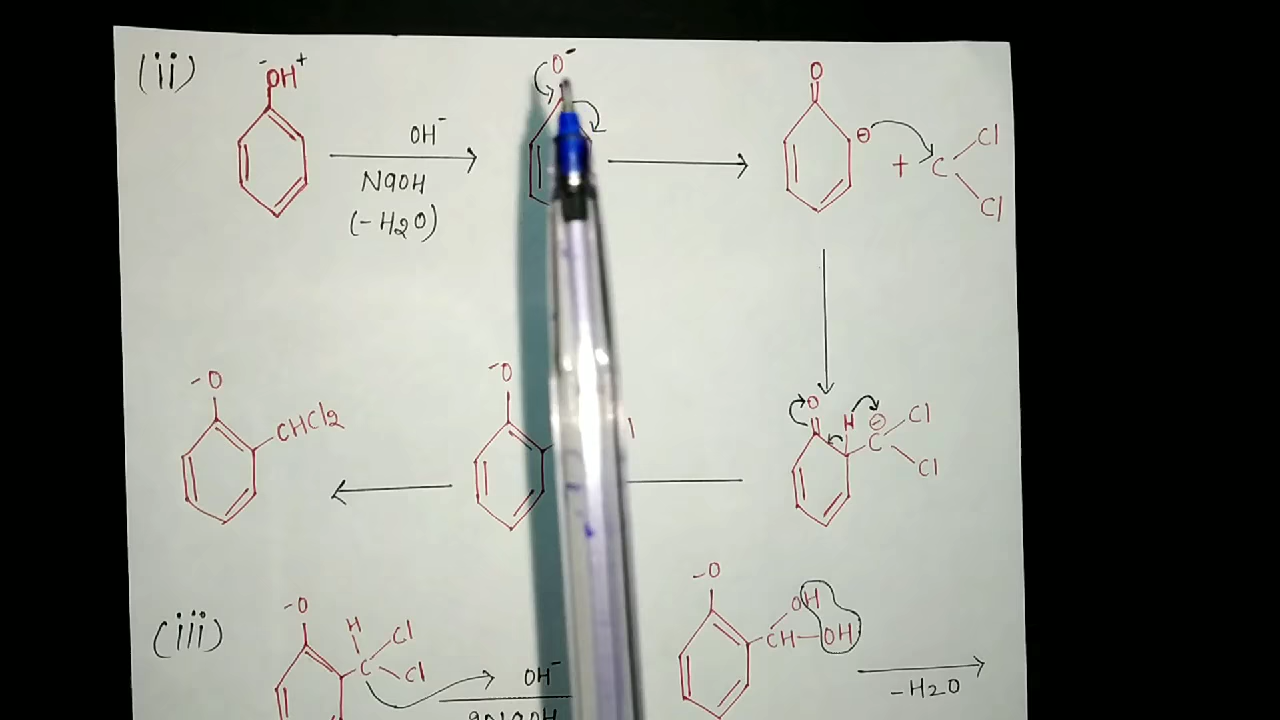 (ii)
⁻OH⁺
OH⁻
NaOH
(-H2O)
O⁻
O
⊖
+
C
Cl
Cl
-O
CHCl2
-O
O
H
⊖
C
Cl
Cl
(iii)
-O
H
C
Cl
Cl
OH⁻
-O
OH
CH-OH
-H2O